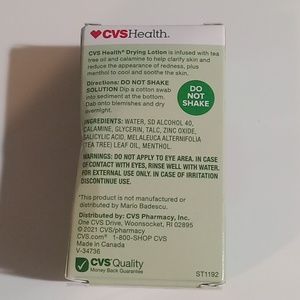 ♥CVSHealth.
CVS Health® Drying Lotion is infused with tea
tree oil and calamine to help clarify skin and
reduce the appearance of redness, plus
menthol to cool and soothe the skin.
Directions: DO NOT SHAKE
SOLUTION Dip a cotton swab
into sediment at the bottom.
Dab onto blemishes and dry
overnight.
DO
NOT
SHAKE
INGREDIENTS: WATER, SD ALCOHOL 40,
CALAMINE, GLYCERIN, TALC, ZINC OXIDE,
SALICYLIC ACID, MELALEUCA ALTERNIFOLIA
(TEA TREE) LEAF OIL, MENTHOL.
WARNINGS: DO NOT APPLY TO EYE AREA. IN CASE
OF CONTACT WITH EYES, RINSE WELL WITH WATER.
FOR EXTERNAL USE ONLY. IN CASE OF IRRITATION
DISCONTINUE USE.
*This product is not manufactured or
distributed by Mario Badescu.
Distributed by: CVS Pharmacy, Inc.
One CVS Drive, Woonsocket, RI 02895
© 2021 CVS/pharmacy
CVS.com® 1-800-SHOP CVS
Made in Canada
V-34736
CVS Quality
Money Back Guarantee
ST1192